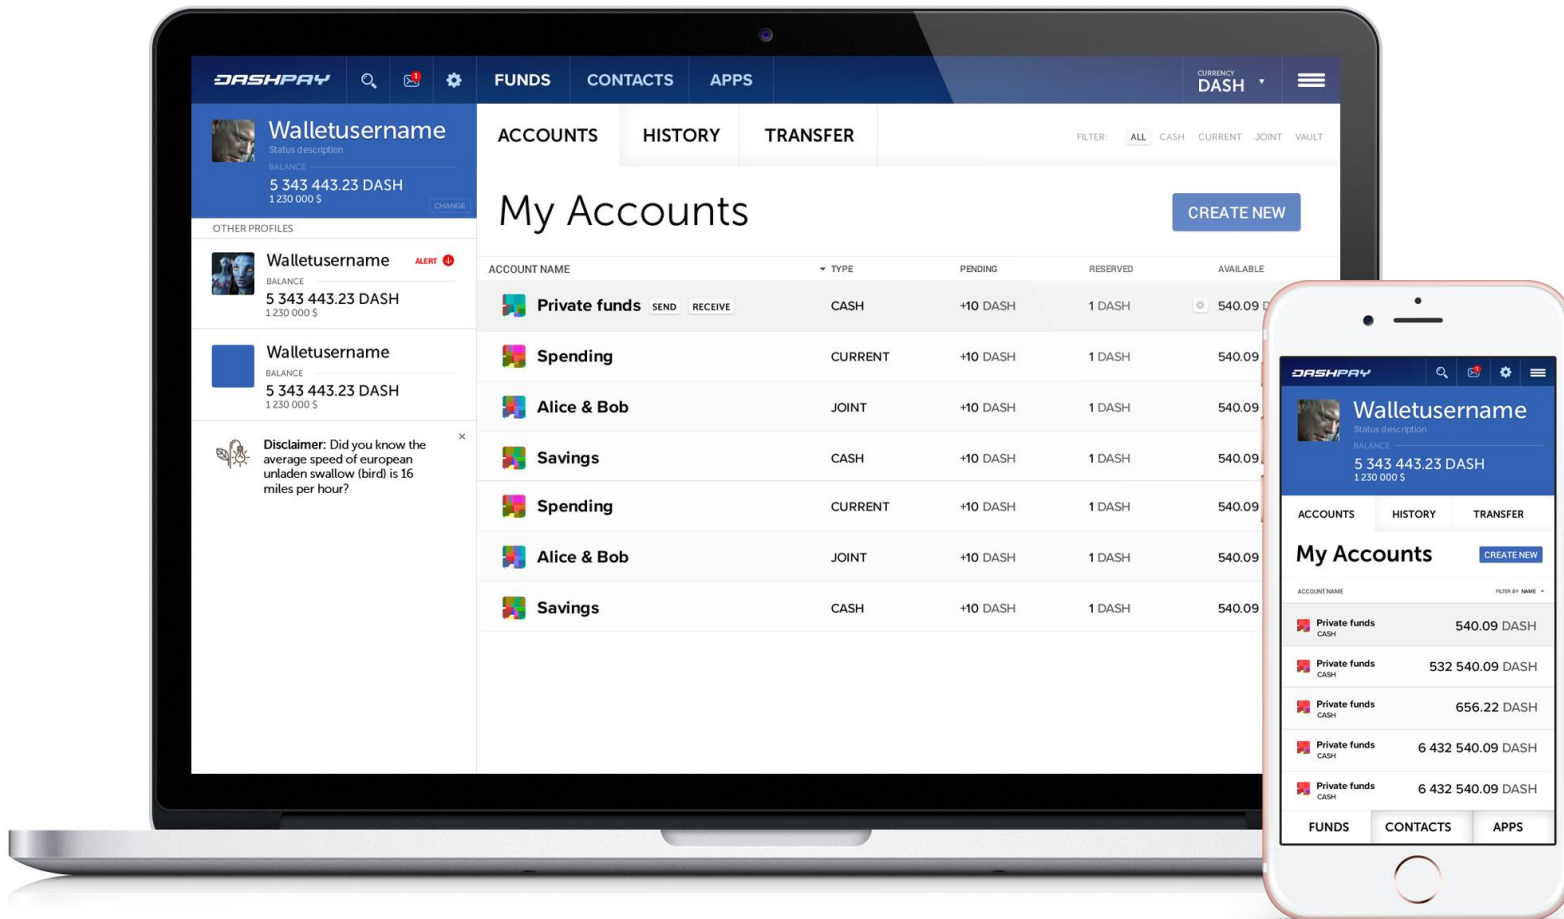 DASHPAY 1 FUNDS CONTACTS APPS CURRENCY DASH
Walletusername
Status description
BALANCE
5 343 443.23 DASH
1 230 000 $
CHANGE
OTHER PROFILES
Walletusername ALERT
BALANCE
5 343 443.23 DASH
1 230 000 $
Walletusername
BALANCE
5 343 443.23 DASH
1 230 000 $
Disclaimer: Did you know the
average speed of european
unladen swallow (bird) is 16
miles per hour?
ACCOUNTS HISTORY TRANSFER FILTER: ALL CASH CURRENT JOINT VAULT
My Accounts CREATE NEW
ACCOUNT NAME TYPE PENDING RESERVED AVAILABLE
Private funds SEND RECEIVE CASH +10 DASH 1 DASH 540.09 D
Spending CURRENT +10 DASH 1 DASH 540.09
Alice & Bob JOINT +10 DASH 1 DASH 540.09
Savings CASH +10 DASH 1 DASH 540.09
Spending CURRENT +10 DASH 1 DASH 540.09
Alice & Bob JOINT +10 DASH 1 DASH 540.09
Savings CASH +10 DASH 1 DASH 540.09
DASHPAY 1
Walletusername
Status description
BALANCE
5 343 443.23 DASH
1 230 000 $
ACCOUNTS HISTORY TRANSFER
My Accounts CREATE NEW
ACCOUNT NAME FILTER BY NAME
Private funds 540.09 DASH
CASH
Private funds 532 540.09 DASH
CASH
Private funds 656.22 DASH
CASH
Private funds 6 432 540.09 DASH
CASH
Private funds 6 432 540.09 DASH
CASH
FUNDS CONTACTS APPS